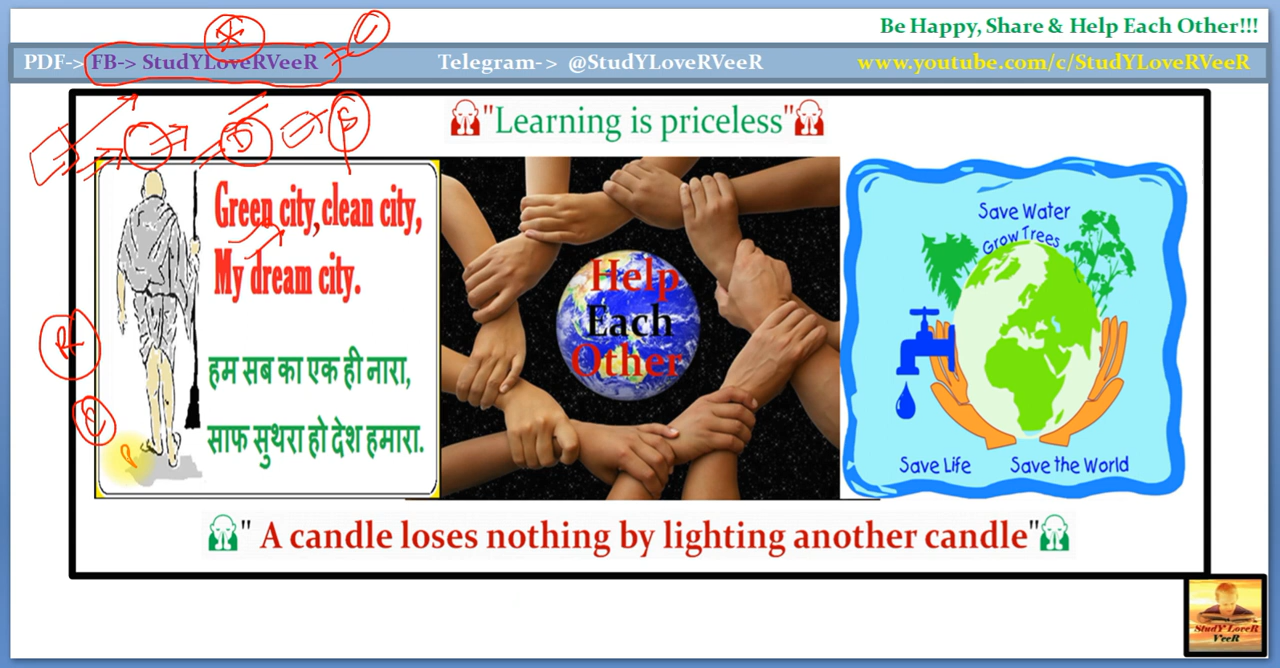 Be Happy, Share & Help Each Other!!!
PDF-> FB-> StudYLoveRVeeR Telegram-> @StudYLoveRVeeR www.youtube.com/c/StudYLoveRVeeR
"Learning is priceless"
Green city, clean city,
My dream city.
हम सब का एक ही नारा,
साफ सुथरा हो देश हमारा.
Help
Each
Other
Save Water
Grow Trees
Save Life Save the World
" A candle loses nothing by lighting another candle"
StudY LoveR
VeeR